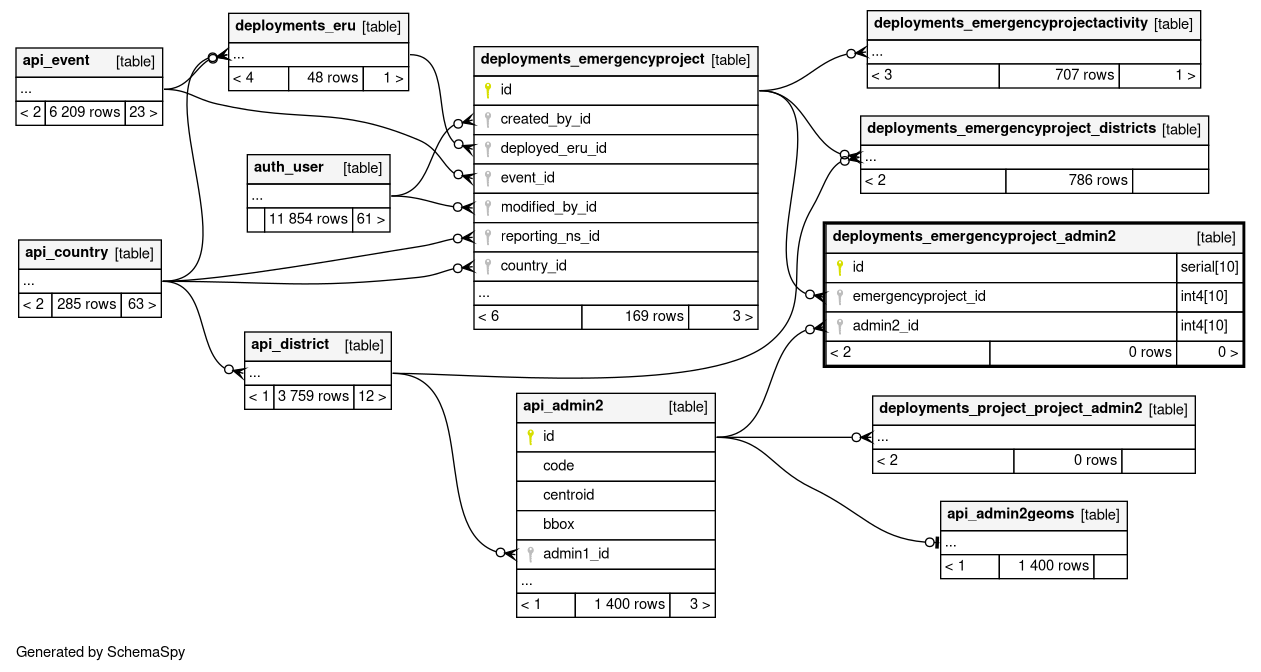 deployments_eru [table]
...
< 4 48 rows 1 >
api_event [table]
...
< 2 6 209 rows 23 >
auth_user [table]
...
11 854 rows 61 >
api_country [table]
...
< 2 285 rows 63 >
api_district [table]
...
< 1 3 759 rows 12 >
deployments_emergencyproject [table]
id
created_by_id
deployed_eru_id
event_id
modified_by_id
reporting_ns_id
country_id
...
< 6 169 rows 3 >
api_admin2 [table]
id
code
centroid
bbox
admin1_id
...
< 1 1 400 rows 3 >
deployments_emergencyprojectactivity [table]
...
< 3 707 rows 1 >
deployments_emergencyproject_districts [table]
...
< 2 786 rows
deployments_emergencyproject_admin2 [table]
id serial[10]
emergencyproject_id int4[10]
admin2_id int4[10]
< 2 0 rows 0 >
deployments_project_project_admin2 [table]
...
< 2 0 rows
api_admin2geoms [table]
...
< 1 1 400 rows
Generated by SchemaSpy